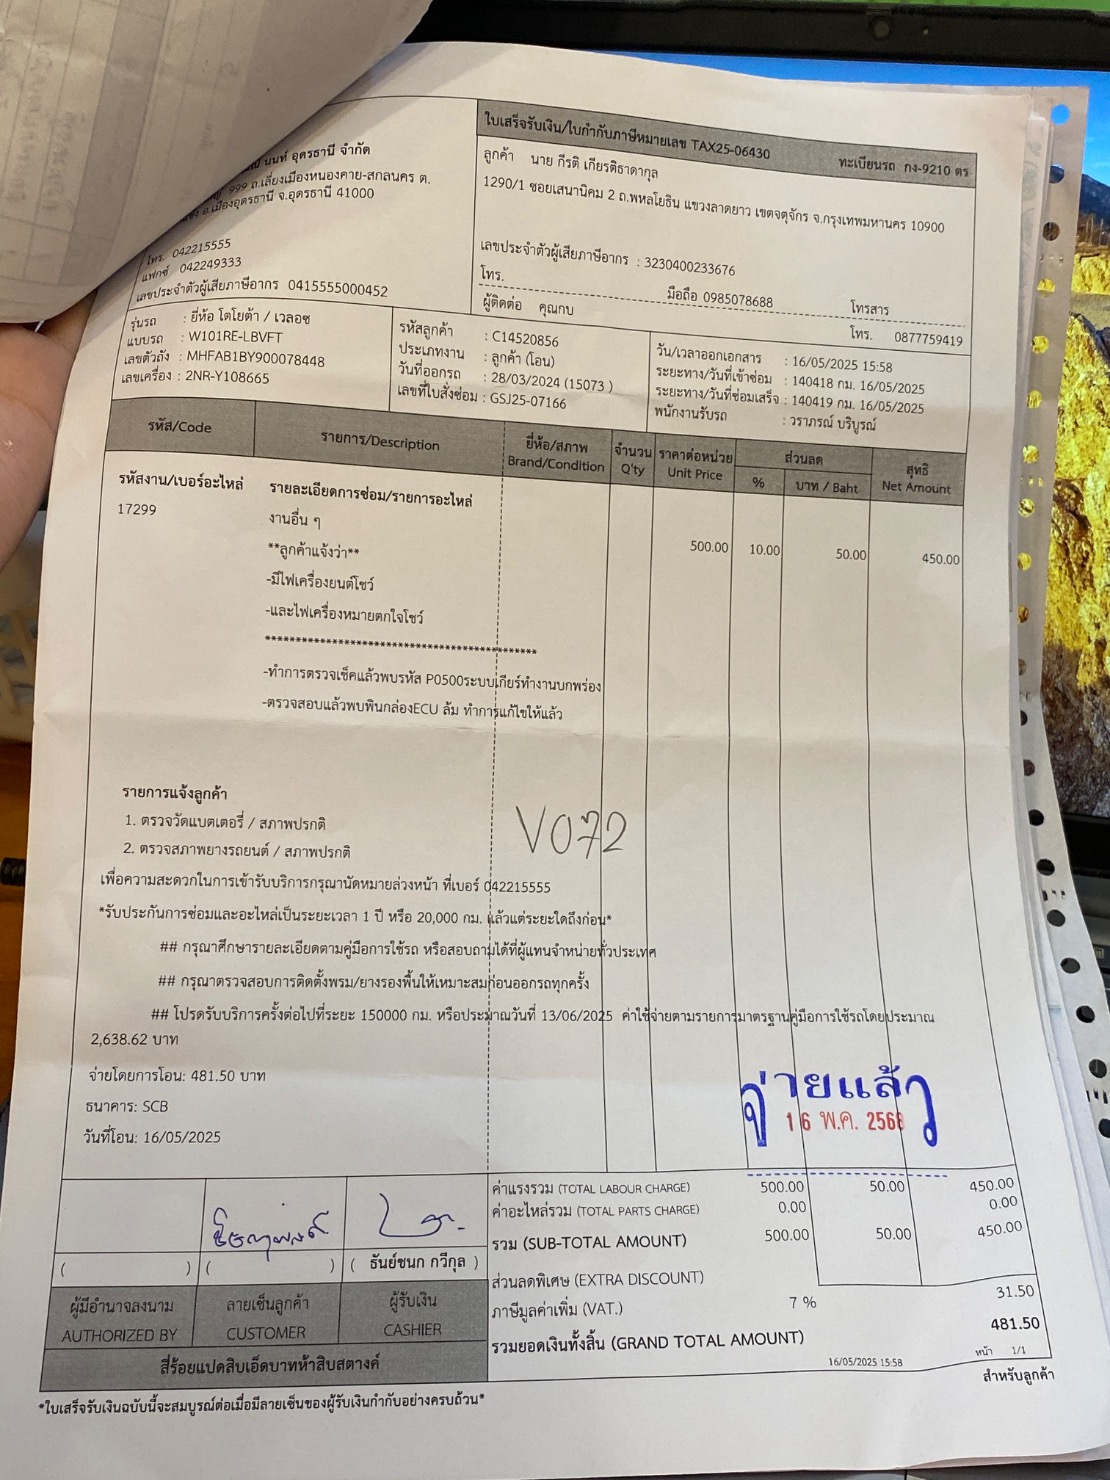 นนท์ อุดรธานี จำกัด
999 ถ.เลี่ยงเมืองหนองคาย-สกลนคร ต.
อ.เมืองอุดรธานี จ.อุดรธานี 41000
โทร. 042215555
แฟกซ์ 042249333
เลขประจำตัวผู้เสียภาษีอากร 0415555000452
ใบเสร็จรับเงิน/ใบกำกับภาษีหมายเลข TAX25-06430 ทะเบียนรถ กง-9210 ตร
ลูกค้า นาย กีรติ เกียรติธาดากุล
1290/1 ซอยเสนานิคม 2 ถ.พหลโยธิน แขวงลาดยาว เขตจตุจักร จ.กรุงเทพมหานคร 10900
เลขประจำตัวผู้เสียภาษีอากร : 3230400233676
โทร. มือถือ 0985078688 โทรสาร
ผู้ติดต่อ คุณกบ โทร. 0877759419
รุ่นรถ : ยี่ห้อ โตโยต้า / เวลอซ
แบบรถ : W101RE-LBVFT
เลขตัวถัง : MHFAB1BY900078448
เลขเครื่อง : 2NR-Y108665
รหัสลูกค้า : C14520856
ประเภทงาน : ลูกค้า (โอน)
วันที่ออกรถ : 28/03/2024 (15073 )
เลขที่ใบสั่งซ่อม : GSJ25-07166
วัน/เวลาออกเอกสาร : 16/05/2025 15:58
ระยะทาง/วันที่เข้าซ่อม : 140418 กม. 16/05/2025
ระยะทาง/วันที่ซ่อมเสร็จ : 140419 กม. 16/05/2025
พนักงานรับรถ : วราภรณ์ บริบูรณ์
รหัส/Code รายการ/Description ยี่ห้อ/สภาพ Brand/Condition จำนวน Q'ty ราคาต่อหน่วย Unit Price ส่วนลด % บาท / Baht สุทธิ Net Amount
รหัสงาน/เบอร์อะไหล่ รายละเอียดการซ่อม/รายการอะไหล่
17299 งานอื่น ๆ 500.00 10.00 50.00 450.00
**ลูกค้าแจ้งว่า**
-มีไฟเครื่องยนต์โชว์
-และไฟเครื่องหมายตกใจโชว์
*********************************************
-ทำการตรวจเช็คแล้วพบรหัส P0500ระบบเกียร์ทำงานบกพร่อง
-ตรวจสอบแล้วพบพินกล่องECU ล้ม ทำการแก้ไขให้แล้ว
รายการแจ้งลูกค้า
1. ตรวจวัดแบตเตอรี่ / สภาพปรกติ
2. ตรวจสภาพยางรถยนต์ / สภาพปรกติ
V072
เพื่อความสะดวกในการเข้ารับบริการกรุณานัดหมายล่วงหน้า ที่เบอร์ 042215555
*รับประกันการซ่อมและอะไหล่เป็นระยะเวลา 1 ปี หรือ 20,000 กม. แล้วแต่ระยะใดถึงก่อน*
## กรุณาศึกษารายละเอียดตามคู่มือการใช้รถ หรือสอบถามได้ที่ผู้แทนจำหน่ายทั่วประเทศ
## กรุณาตรวจสอบการติดตั้งพรม/ยางรองพื้นให้เหมาะสมก่อนออกรถทุกครั้ง
## โปรดรับบริการครั้งต่อไปที่ระยะ 150000 กม. หรือประมาณวันที่ 13/06/2025 ค่าใช้จ่ายตามรายการมาตรฐานคู่มือการใช้รถโดยประมาณ
2,638.62 บาท
จ่ายโดยการโอน: 481.50 บาท
ธนาคาร: SCB
วันที่โอน: 16/05/2025
จ่ายแล้ว
16 พ.ค. 2568
ค่าแรงรวม (TOTAL LABOUR CHARGE) 500.00 50.00 450.00
ค่าอะไหล่รวม (TOTAL PARTS CHARGE) 0.00 0.00
รวม (SUB-TOTAL AMOUNT) 500.00 50.00 450.00
ส่วนลดพิเศษ (EXTRA DISCOUNT)
ภาษีมูลค่าเพิ่ม (VAT.) 7 % 31.50
รวมยอดเงินทั้งสิ้น (GRAND TOTAL AMOUNT) 481.50
( ) ( ) ( ธันย์ชนก กวีกุล )
ผู้มีอำนาจลงนาม ลายเซ็นลูกค้า ผู้รับเงิน
AUTHORIZED BY CUSTOMER CASHIER
สี่ร้อยแปดสิบเอ็ดบาทห้าสิบสตางค์
16/05/2025 15:58 หน้า 1/1
สำหรับลูกค้า
*ใบเสร็จรับเงินฉบับนี้จะสมบูรณ์ต่อเมื่อมีลายเซ็นของผู้รับเงินกำกับอย่างครบถ้วน*